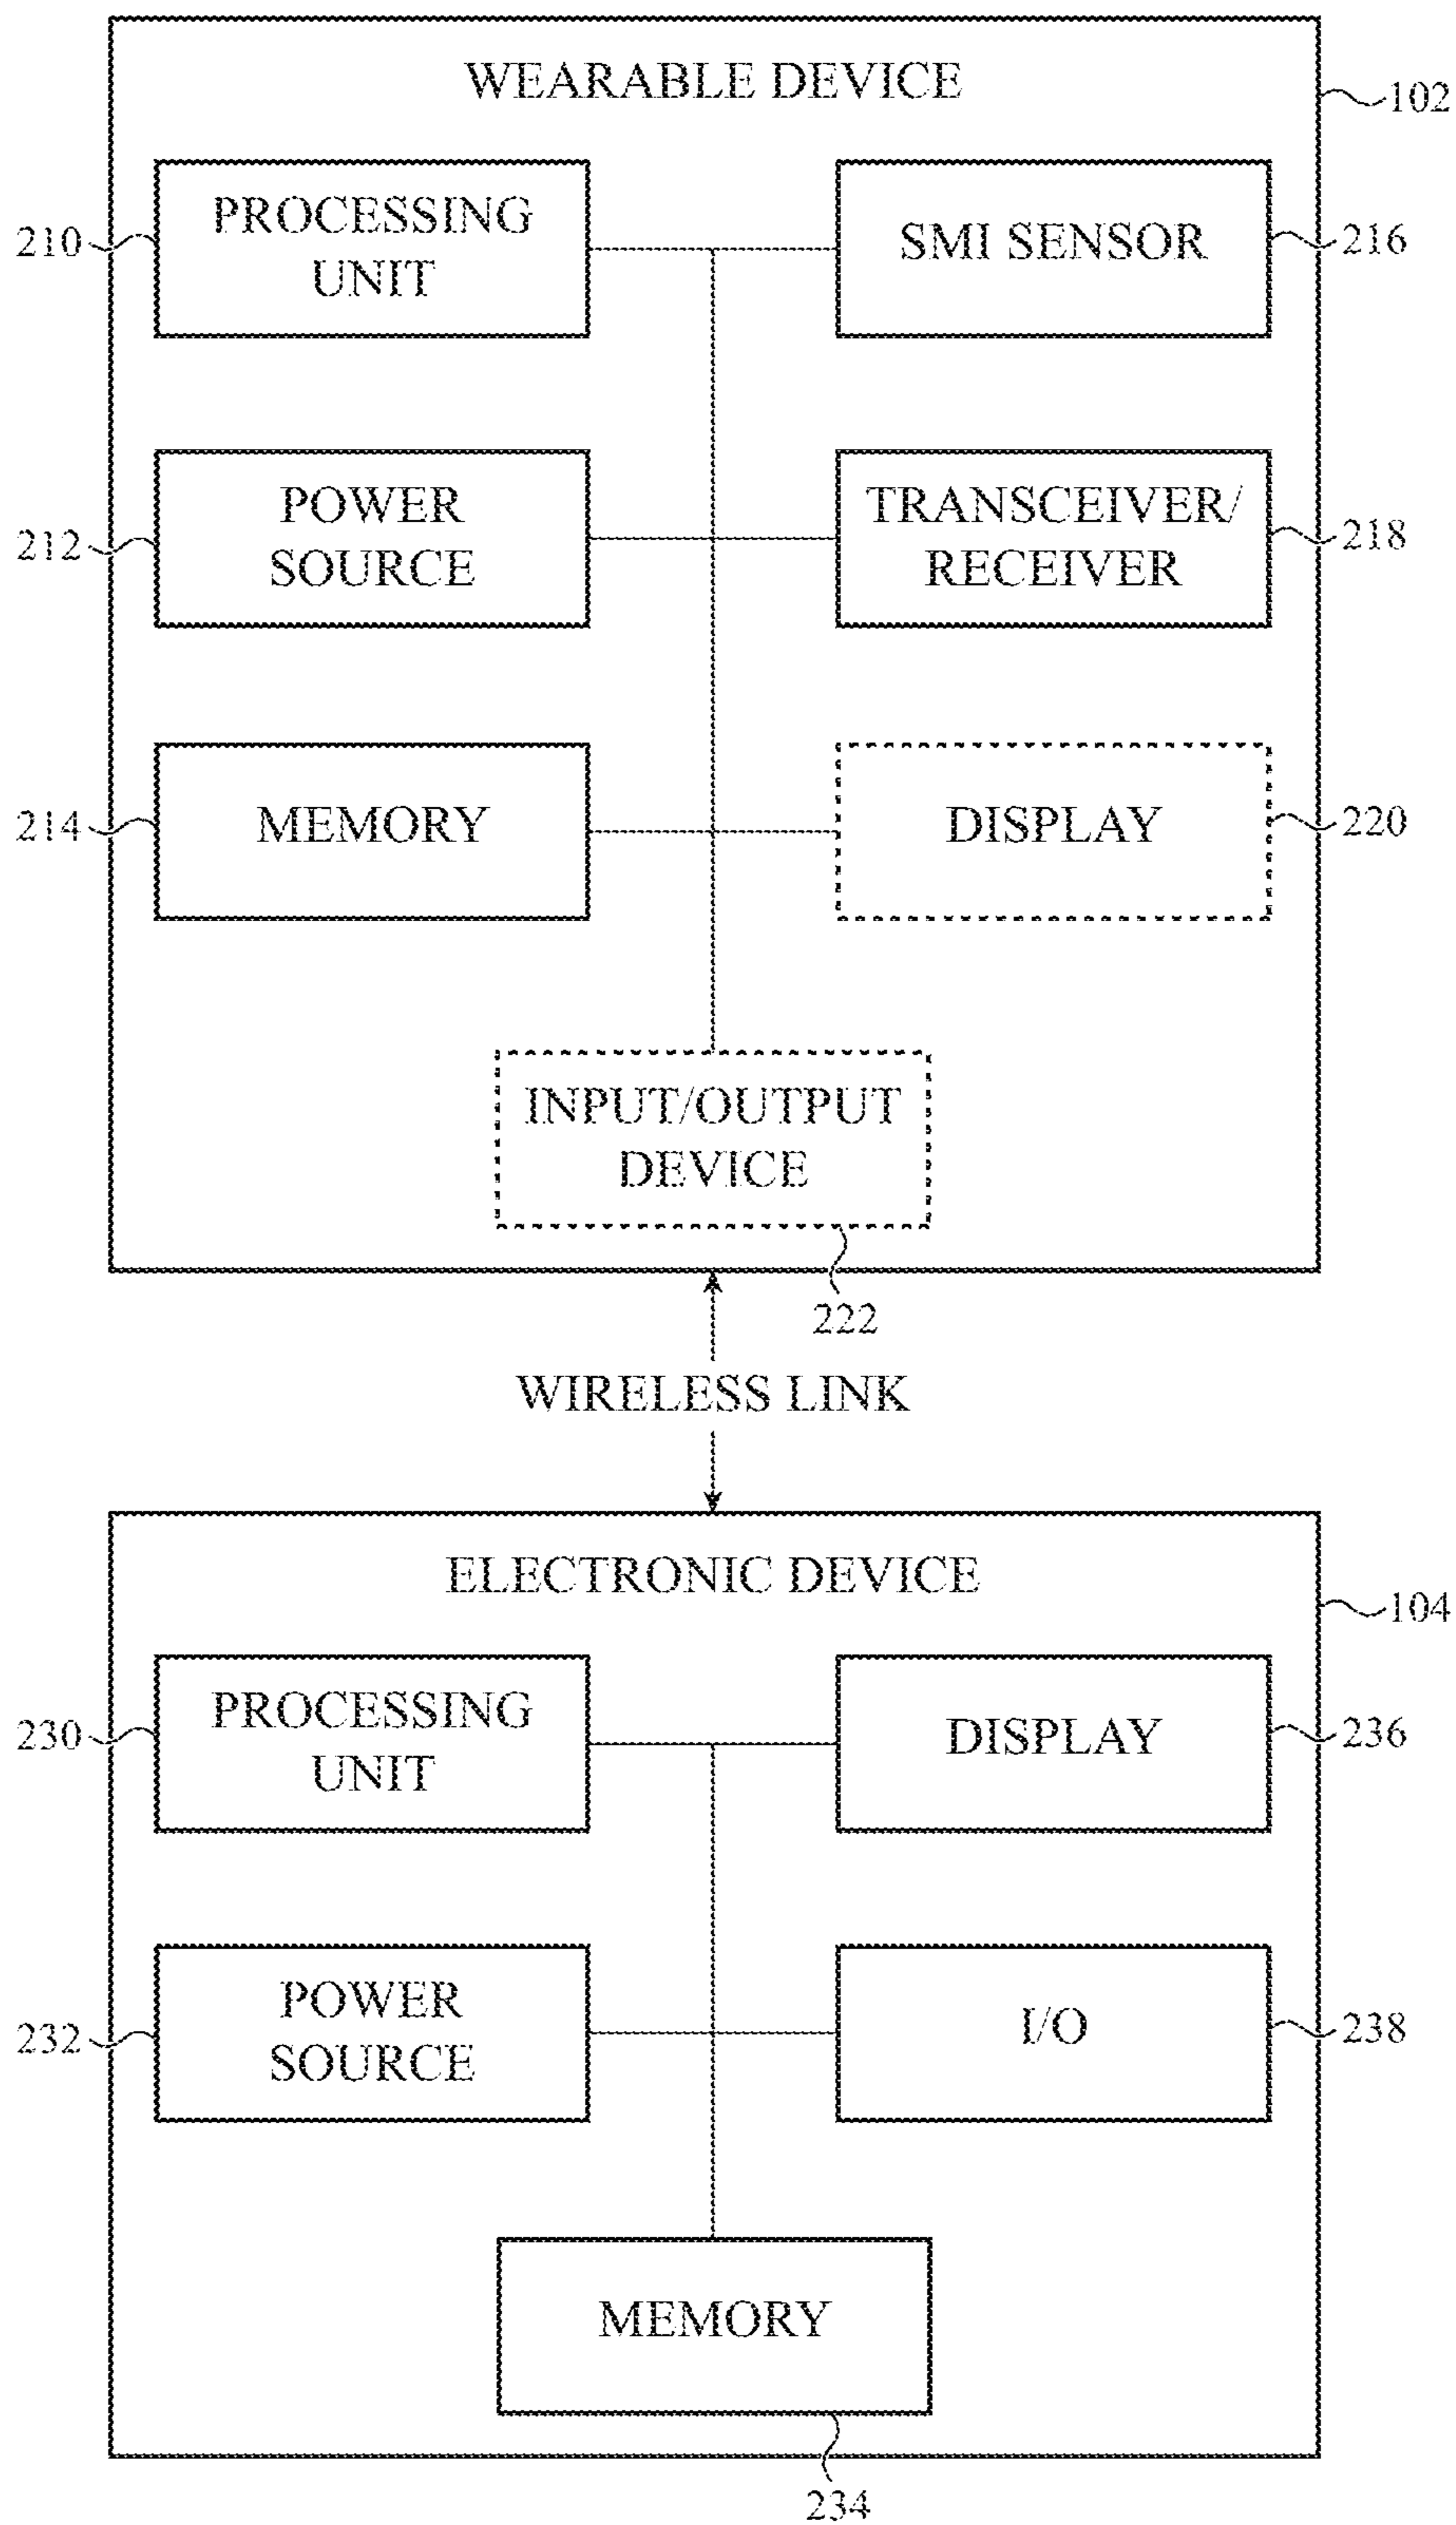 WEARABLE DEVICE
102
PROCESSING
UNIT
210
SMI SENSOR
216
POWER
SOURCE
212
TRANSCEIVER/
RECEIVER
218
MEMORY
214
DISPLAY
220
INPUT/OUTPUT
DEVICE
222
WIRELESS LINK
ELECTRONIC DEVICE
104
PROCESSING
UNIT
230
DISPLAY
236
POWER
SOURCE
232
I/O
238
MEMORY
234